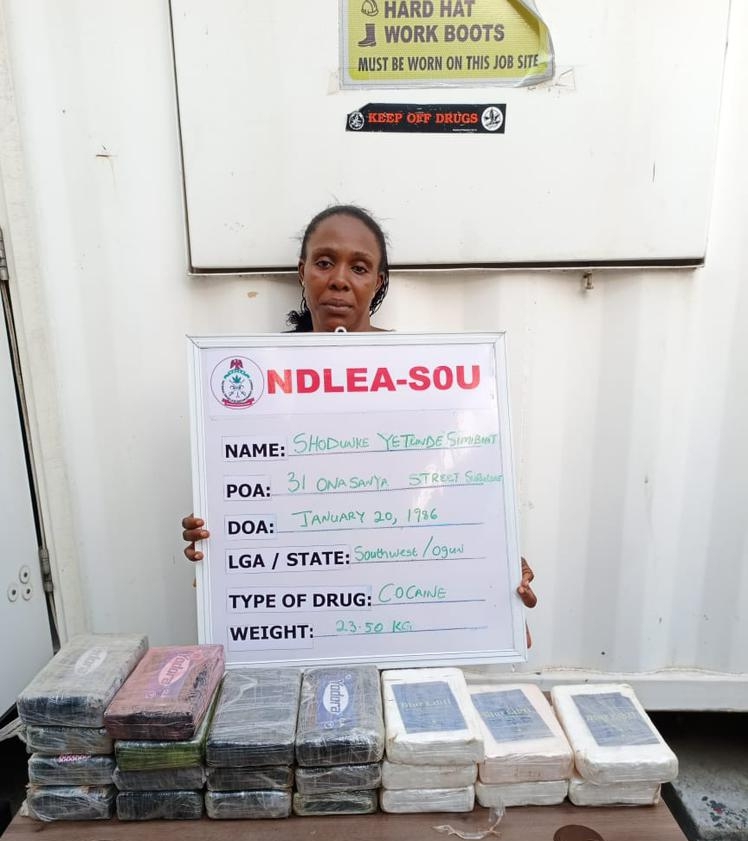 HARD HAT
WORK BOOTS
MUST BE WORN ON THIS JOB SITE
KEEP OFF DRUGS
NDLEA-SOU
NAME: SHODUNKE YETUNDE SIMIBIAT
POA: 31 ONASANYA STREET SURULERE
DOA: JANUARY 20, 1986
LGA / STATE: Southwest/Ogun
TYPE OF DRUG: COCAINE
WEIGHT: 23.50 KG